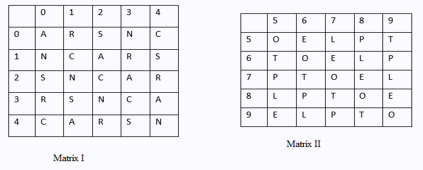 0 1 2 3 4
0 A R S N C
1 N C A R S
2 S N C A R
3 R S N C A
4 C A R S N
Matrix I
5 6 7 8 9
5 O E L P T
6 T O E L P
7 P T O E L
8 L P T O E
9 E L P T O
Matrix II